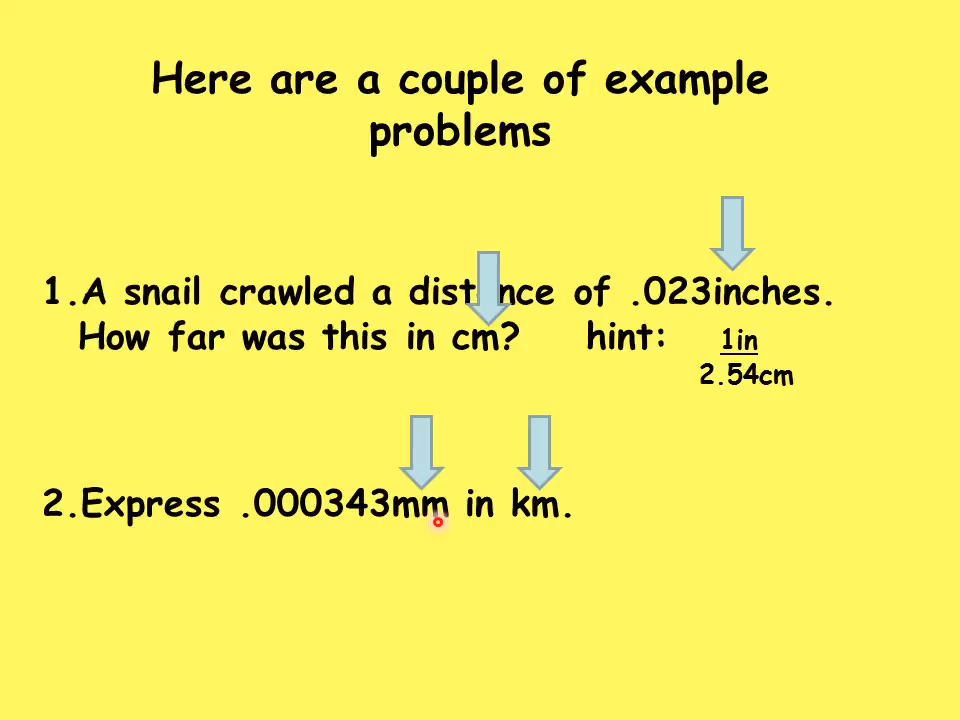 Here are a couple of example
problems
1.A snail crawled a distance of .023inches.
How far was this in cm? hint: 1in
2.54cm
2.Express .000343mm in km.